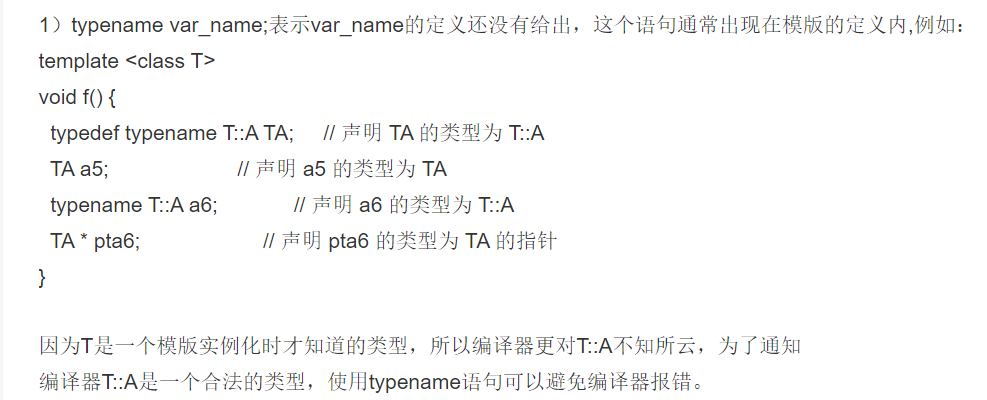 1）typename var_name;表示var_name的定义还没有给出，这个语句通常出现在模版的定义内,例如：
template <class T>
void f() {
typedef typename T::A TA; // 声明 TA 的类型为 T::A
TA a5; // 声明 a5 的类型为 TA
typename T::A a6; // 声明 a6 的类型为 T::A
TA * pta6; // 声明 pta6 的类型为 TA 的指针
}
因为T是一个模版实例化时才知道的类型，所以编译器更对T::A不知所云，为了通知
编译器T::A是一个合法的类型，使用typename语句可以避免编译器报错。